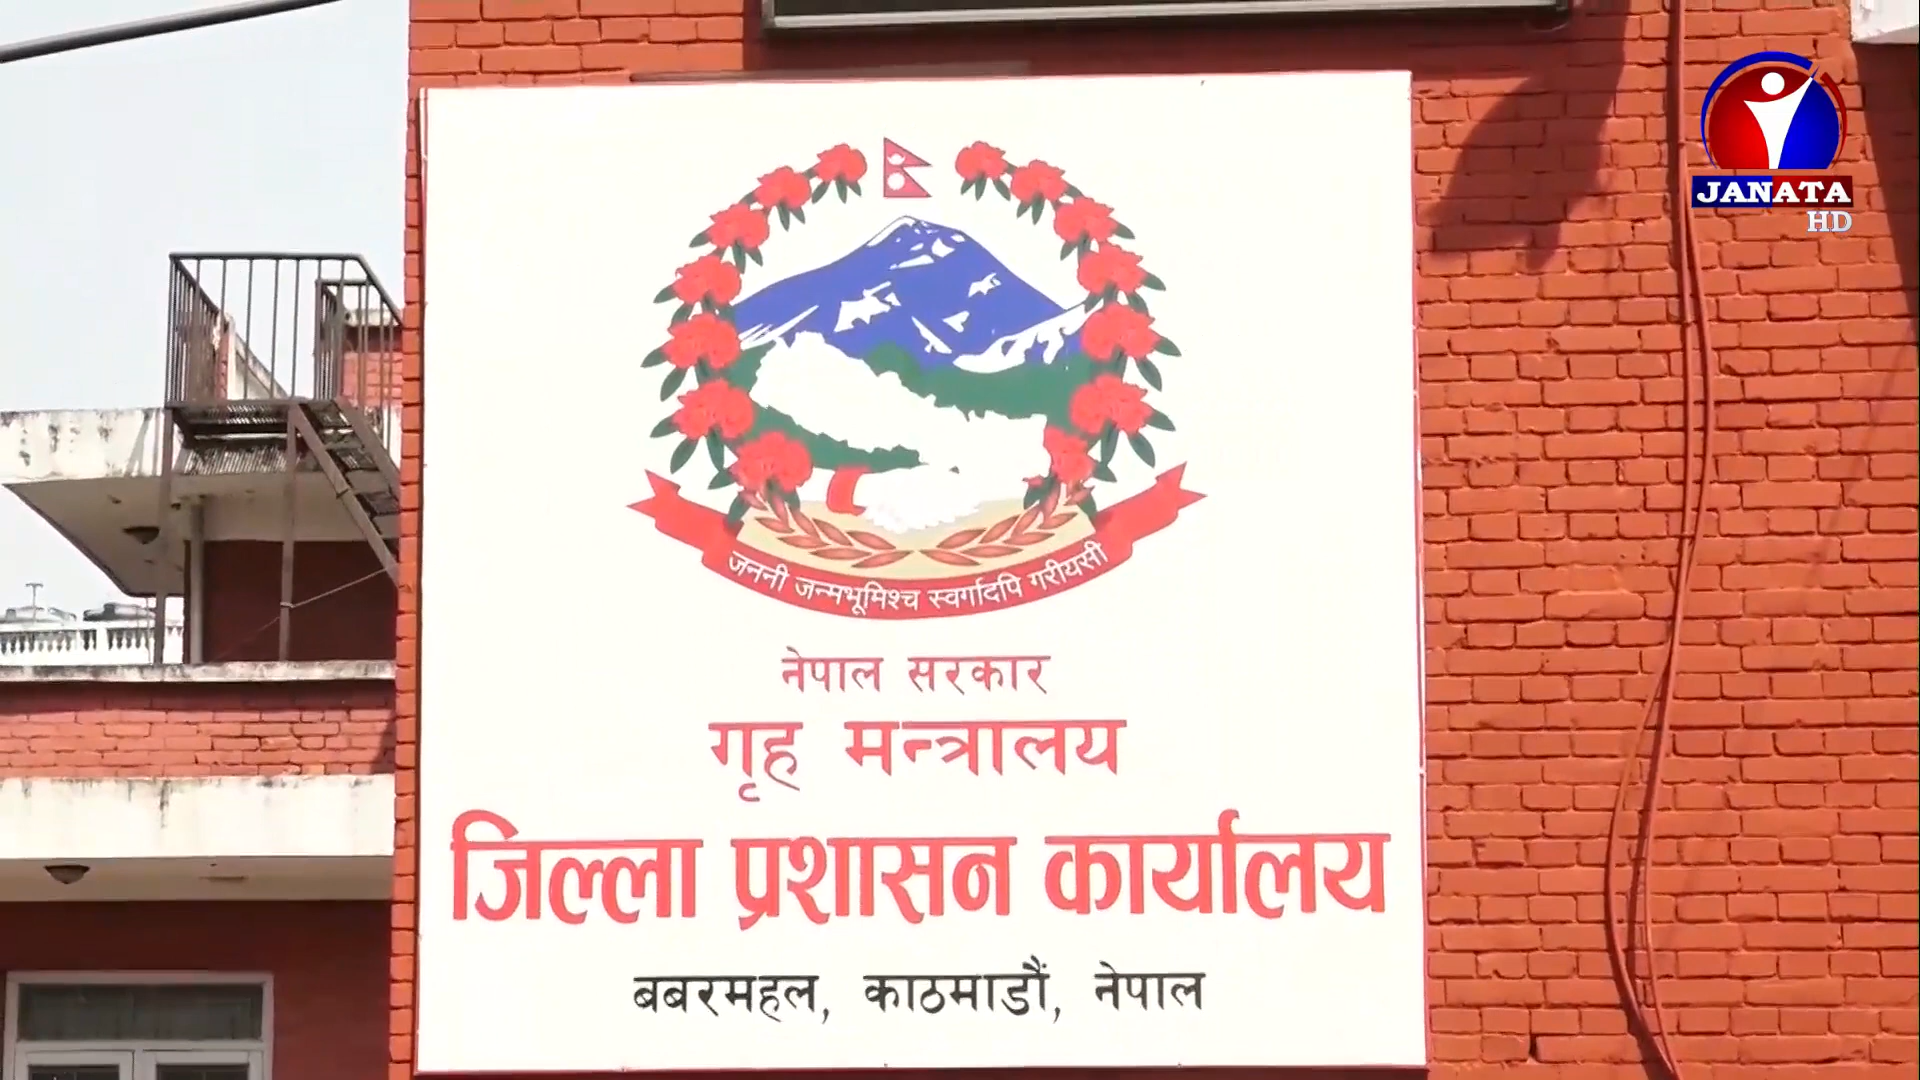 JANATA
HD
जननी जन्मभूमिश्च स्वर्गादपि गरीयसी
नेपाल सरकार
गृह मन्त्रालय
जिल्ला प्रशासन कार्यालय
बबरमहल, काठमाडौं, नेपाल